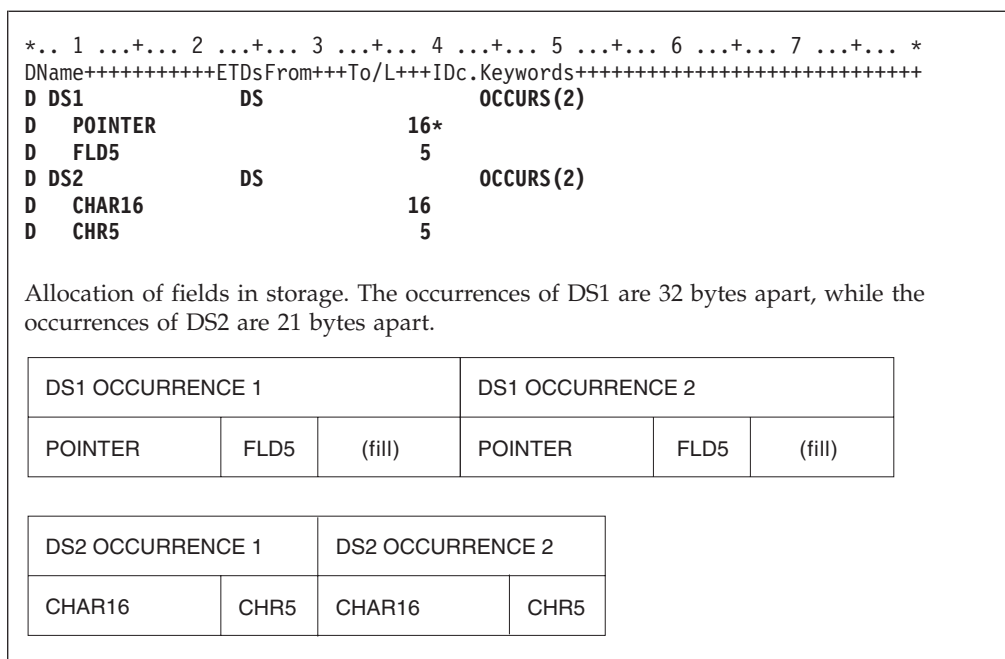 *.. 1 ...+... 2 ...+... 3 ...+... 4 ...+... 5 ...+... 6 ...+... 7 ...+... *
DName+++++++++++ETDsFrom+++To/L+++IDc.Keywords+++++++++++++++++++++++++++++
D DS1             DS                  OCCURS(2)
D   POINTER                     16*
D   FLD5                         5
D DS2             DS                  OCCURS(2)
D   CHAR16                      16
D   CHR5                         5
Allocation of fields in storage. The occurrences of DS1 are 32 bytes apart, while the
occurrences of DS2 are 21 bytes apart.
DS1 OCCURRENCE 1 DS1 OCCURRENCE 2
POINTER FLD5 (fill) POINTER FLD5 (fill)
DS2 OCCURRENCE 1 DS2 OCCURRENCE 2
CHAR16 CHR5 CHAR16 CHR5